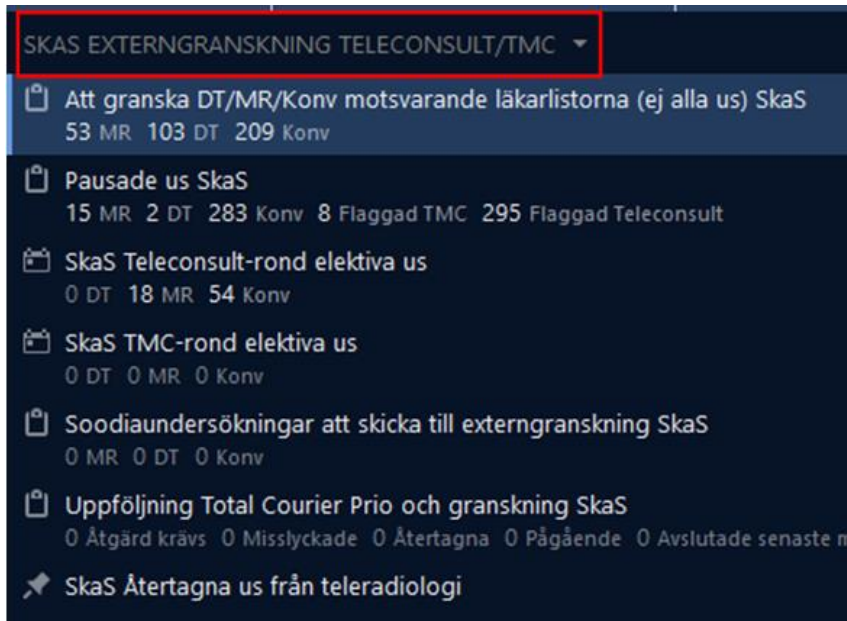 SKAS EXTERNGRANSKNING TELECONSULT/TMC
Att granska DT/MR/Konv motsvarande läkarlistorna (ej alla us) SkaS
53 MR 103 DT 209 Konv
Pausade us SkaS
15 MR 2 DT 283 Konv 8 Flaggad TMC 295 Flaggad Teleconsult
SkaS Teleconsult-rond elektiva us
0 DT 18 MR 54 Konv
SkaS TMC-rond elektiva us
0 DT 0 MR 0 Konv
Soodiaundersökningar att skicka till externgranskning SkaS
0 MR 0 DT 0 Konv
Uppföljning Total Courier Prio och granskning SkaS
0 Åtgärd krävs 0 Misslyckade 0 Återtagna 0 Pågående 0 Avslutade senaste
SkaS Återtagna us från teleradiologi